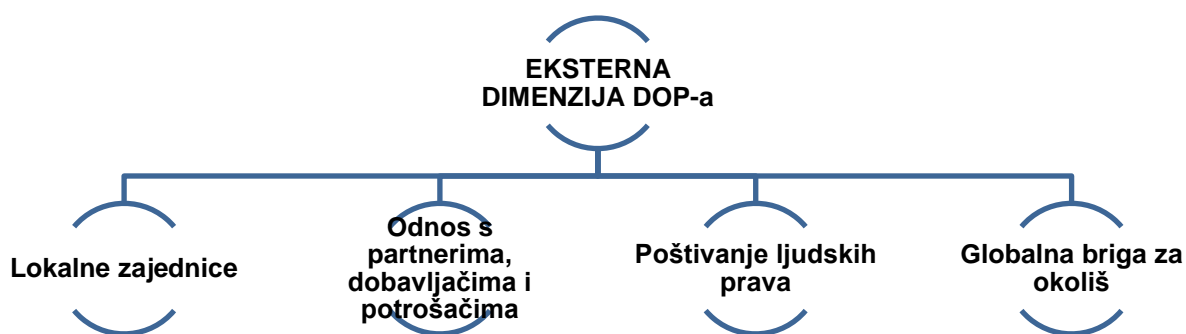 EKSTERNA
DIMENZIJA DOP-a
Lokalne zajednice
Odnos s
partnerima,
dobavljačima i
potrošačima
Poštivanje ljudskih
prava
Globalna briga za
okoliš